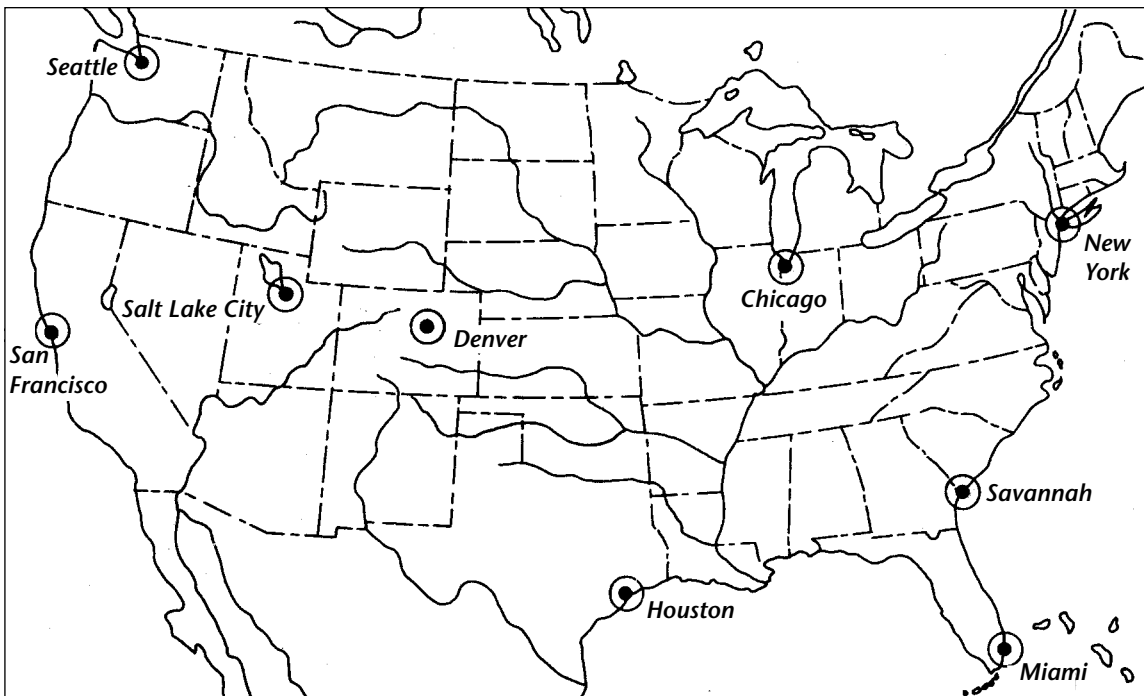 Seattle
New
York
Chicago
Salt Lake City
Denver
San
Francisco
Savannah
Houston
Miami